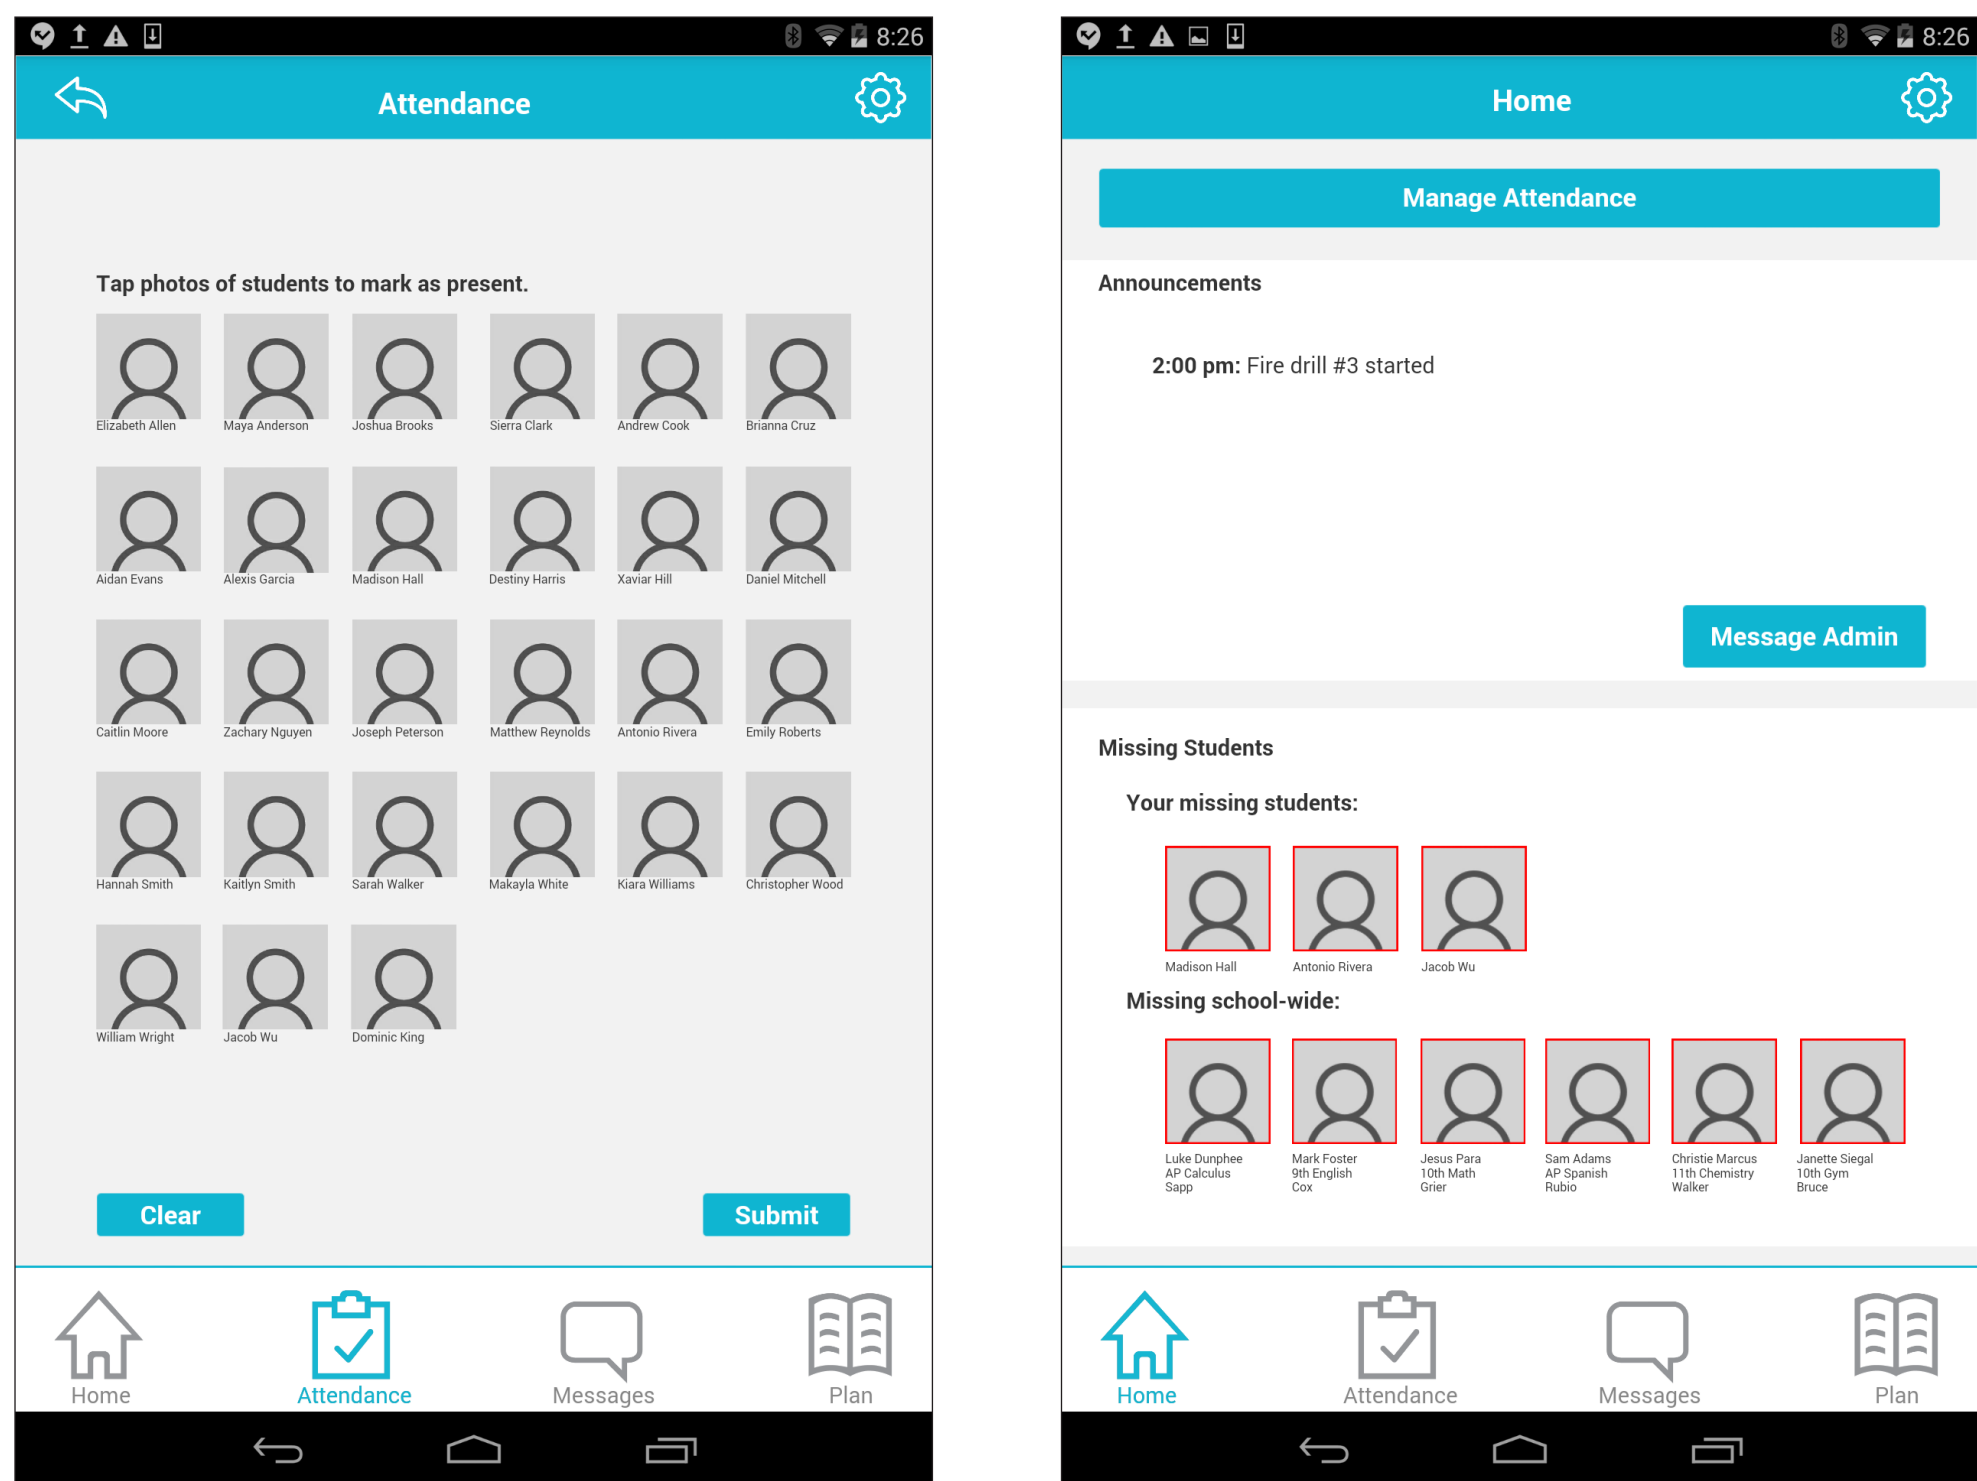 8:26
Attendance
Tap photos of students to mark as present.
Elizabeth Allen Maya Anderson Joshua Brooks Sierra Clark Andrew Cook Brianna Cruz
Aidan Evans Alexis Garcia Madison Hall Destiny Harris Xaviar Hill Daniel Mitchell
Caitlin Moore Zachary Nguyen Joseph Peterson Matthew Reynolds Antonio Rivera Emily Roberts
Hannah Smith Kaitlyn Smith Sarah Walker Makayla White Kiara Williams Christopher Wood
William Wright Jacob Wu Dominic King
Clear Submit
Home Attendance Messages Plan
8:26
Home
Manage Attendance
Announcements
2:00 pm: Fire drill #3 started
Message Admin
Missing Students
Your missing students:
Madison Hall Antonio Rivera Jacob Wu
Missing school-wide:
Luke Dunphee Mark Foster Jesus Para Sam Adams Christie Marcus Janette Siegal
AP Calculus 9th English 10th Math AP Spanish 11th Chemistry 10th Gym
Sapp Cox Grier Rubio Walker Bruce
Home Attendance Messages Plan